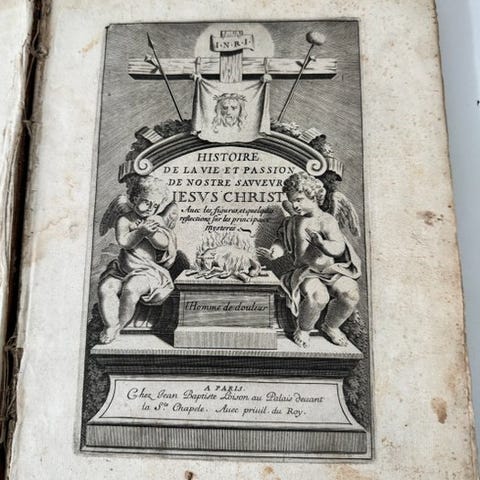 I·N·R·I·
HISTOIRE.
DE LA VIE ET PASSION
DE NOSTRE SAVVEVR
IESVS CHRIST
Auec les figures, et quelques
reflections sur les principaux
mysteres
l'Homme de douleur
A PARIS.
Chez Jean Baptiste Loison au Palais deuant
la Ste Chapele. Auec priuil. du Roy.